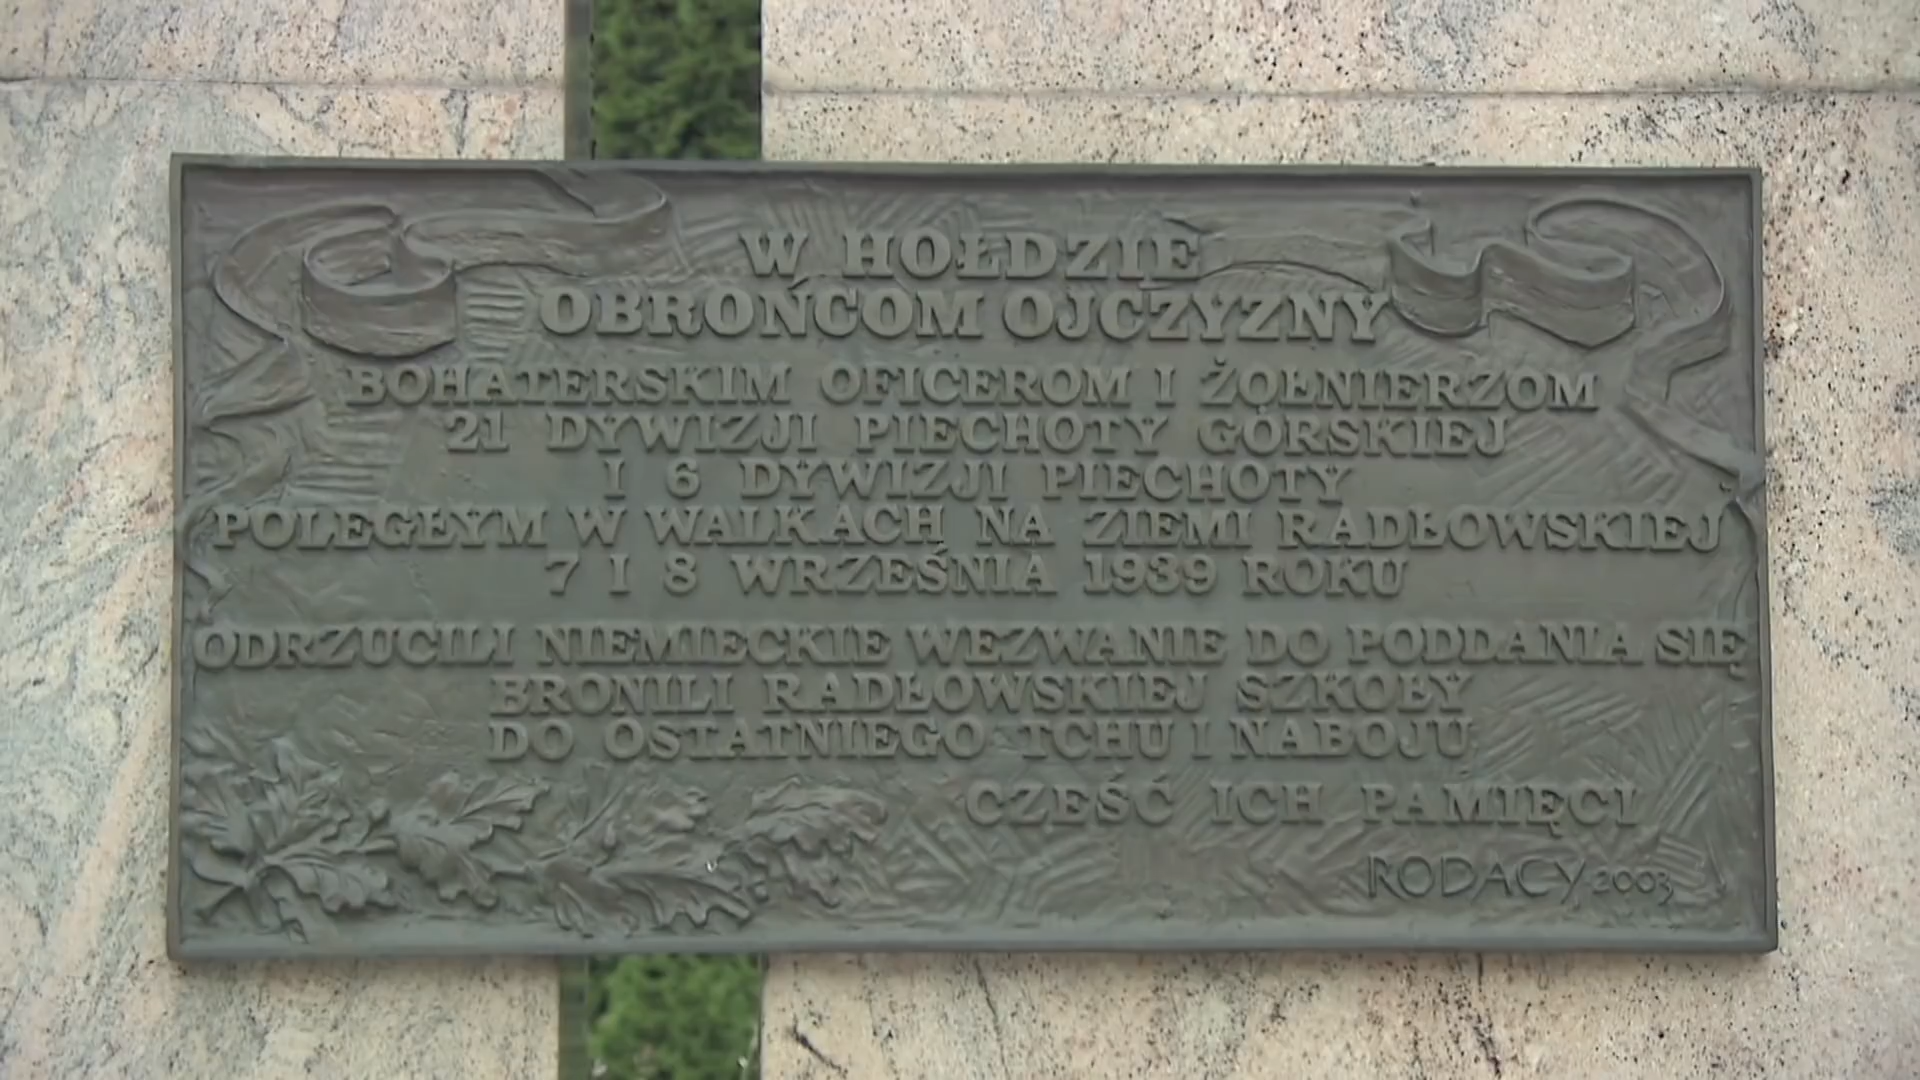 W HOŁDZIE
OBROŃCOM OJCZYZNY
BOHATERSKIM OFICEROM I ŻOŁNIERZOM
21 DYWIZJI PIECHOTY GÓRSKIEJ
I 6 DYWIZJI PIECHOTY
POLEGŁYM W WALKACH NA ZIEMI RADŁOWSKIEJ
7 I 8 WRZEŚNIA 1939 ROKU
ODRZUCILI NIEMIECKIE WEZWANIE DO PODDANIA SIĘ
BRONILI RADŁOWSKIEJ SZKOŁY
DO OSTATNIEGO TCHU I NABOJU
CZEŚĆ ICH PAMIĘCI
RODACY 2003